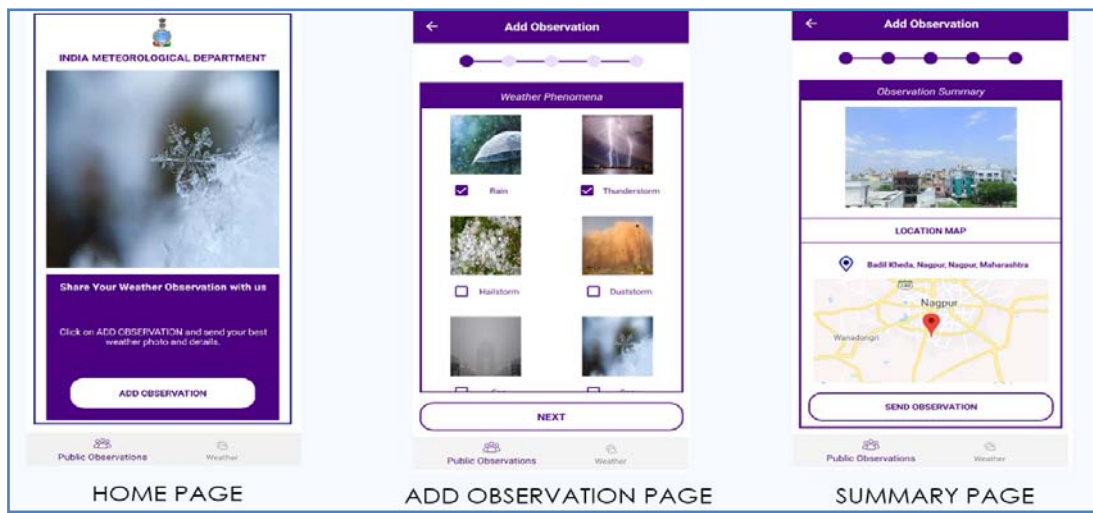 INDIA METEOROLOGICAL DEPARTMENT
Share Your Weather Observation with us
Click on ADD OBSERVATION and send your best
weather photo and details.
ADD OBSERVATION
Public Observations
Weather
HOME PAGE
Add Observation
Weather Phenomena
Rain
Thunderstorm
Hailstorm
Duststorm
NEXT
Public Observations
Weather
ADD OBSERVATION PAGE
Add Observation
Observation Summary
LOCATION MAP
Badil Kheda, Nagpur, Nagpur, Maharashtra
Nagpur
Wanadongri
SEND OBSERVATION
Public Observations
Weather
SUMMARY PAGE